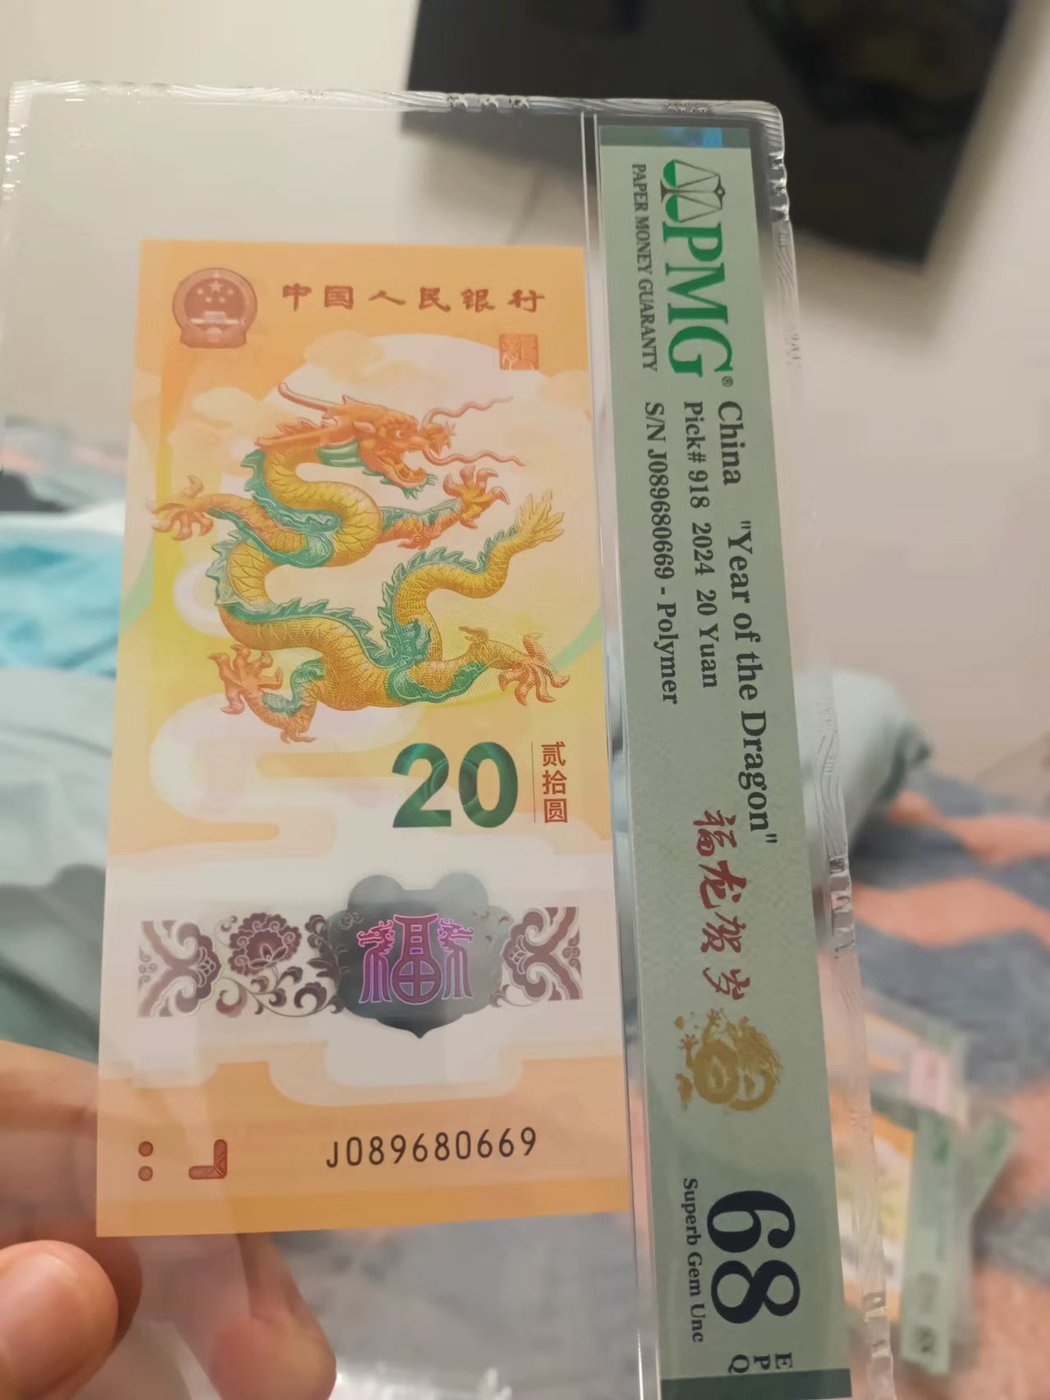 中国人民银行
20
贰拾圆
福
J089680669
PMG®
PAPER MONEY GUARANTY
China "Year of the Dragon"
Pick# 918 2024 20 Yuan
S/N J089680669 - Polymer
福龙贺岁
68
EPQ
Superb Gem Unc